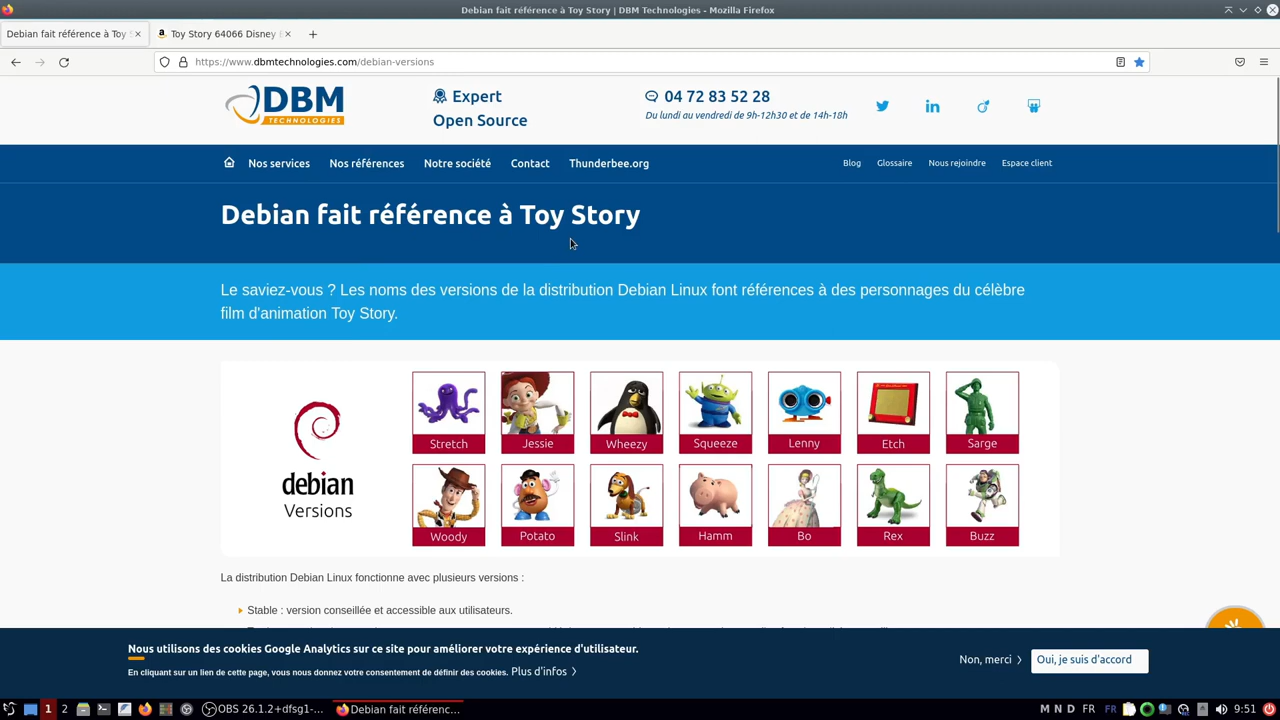 Debian fait référence à Toy Story | DBM Technologies - Mozilla Firefox
Debian fait référence à Toy S
Toy Story 64066 Disney
https://www.dbmtechnologies.com/debian-versions
DBM
TECHNOLOGIES
Expert
Open Source
04 72 83 52 28
Du lundi au vendredi de 9h-12h30 et de 14h-18h
Nos services
Nos références
Notre société
Contact
Thunderbee.org
Blog
Glossaire
Nous rejoindre
Espace client
Debian fait référence à Toy Story
Le saviez-vous ? Les noms des versions de la distribution Debian Linux font références à des personnages du célèbre
film d'animation Toy Story.
debian
Versions
Stretch
Jessie
Wheezy
Squeeze
Lenny
Etch
Sarge
Woody
Potato
Slink
Hamm
Bo
Rex
Buzz
La distribution Debian Linux fonctionne avec plusieurs versions :
Stable : version conseillée et accessible aux utilisateurs.
Nous utilisons des cookies Google Analytics sur ce site pour améliorer votre expérience d'utilisateur.
En cliquant sur un lien de cette page, vous nous donnez votre consentement de définir des cookies. Plus d'infos
Non, merci
Oui, je suis d'accord
1
2
OBS 26.1.2+dfsg1-...
Debian fait référenc...
M N D FR
FR
9:51